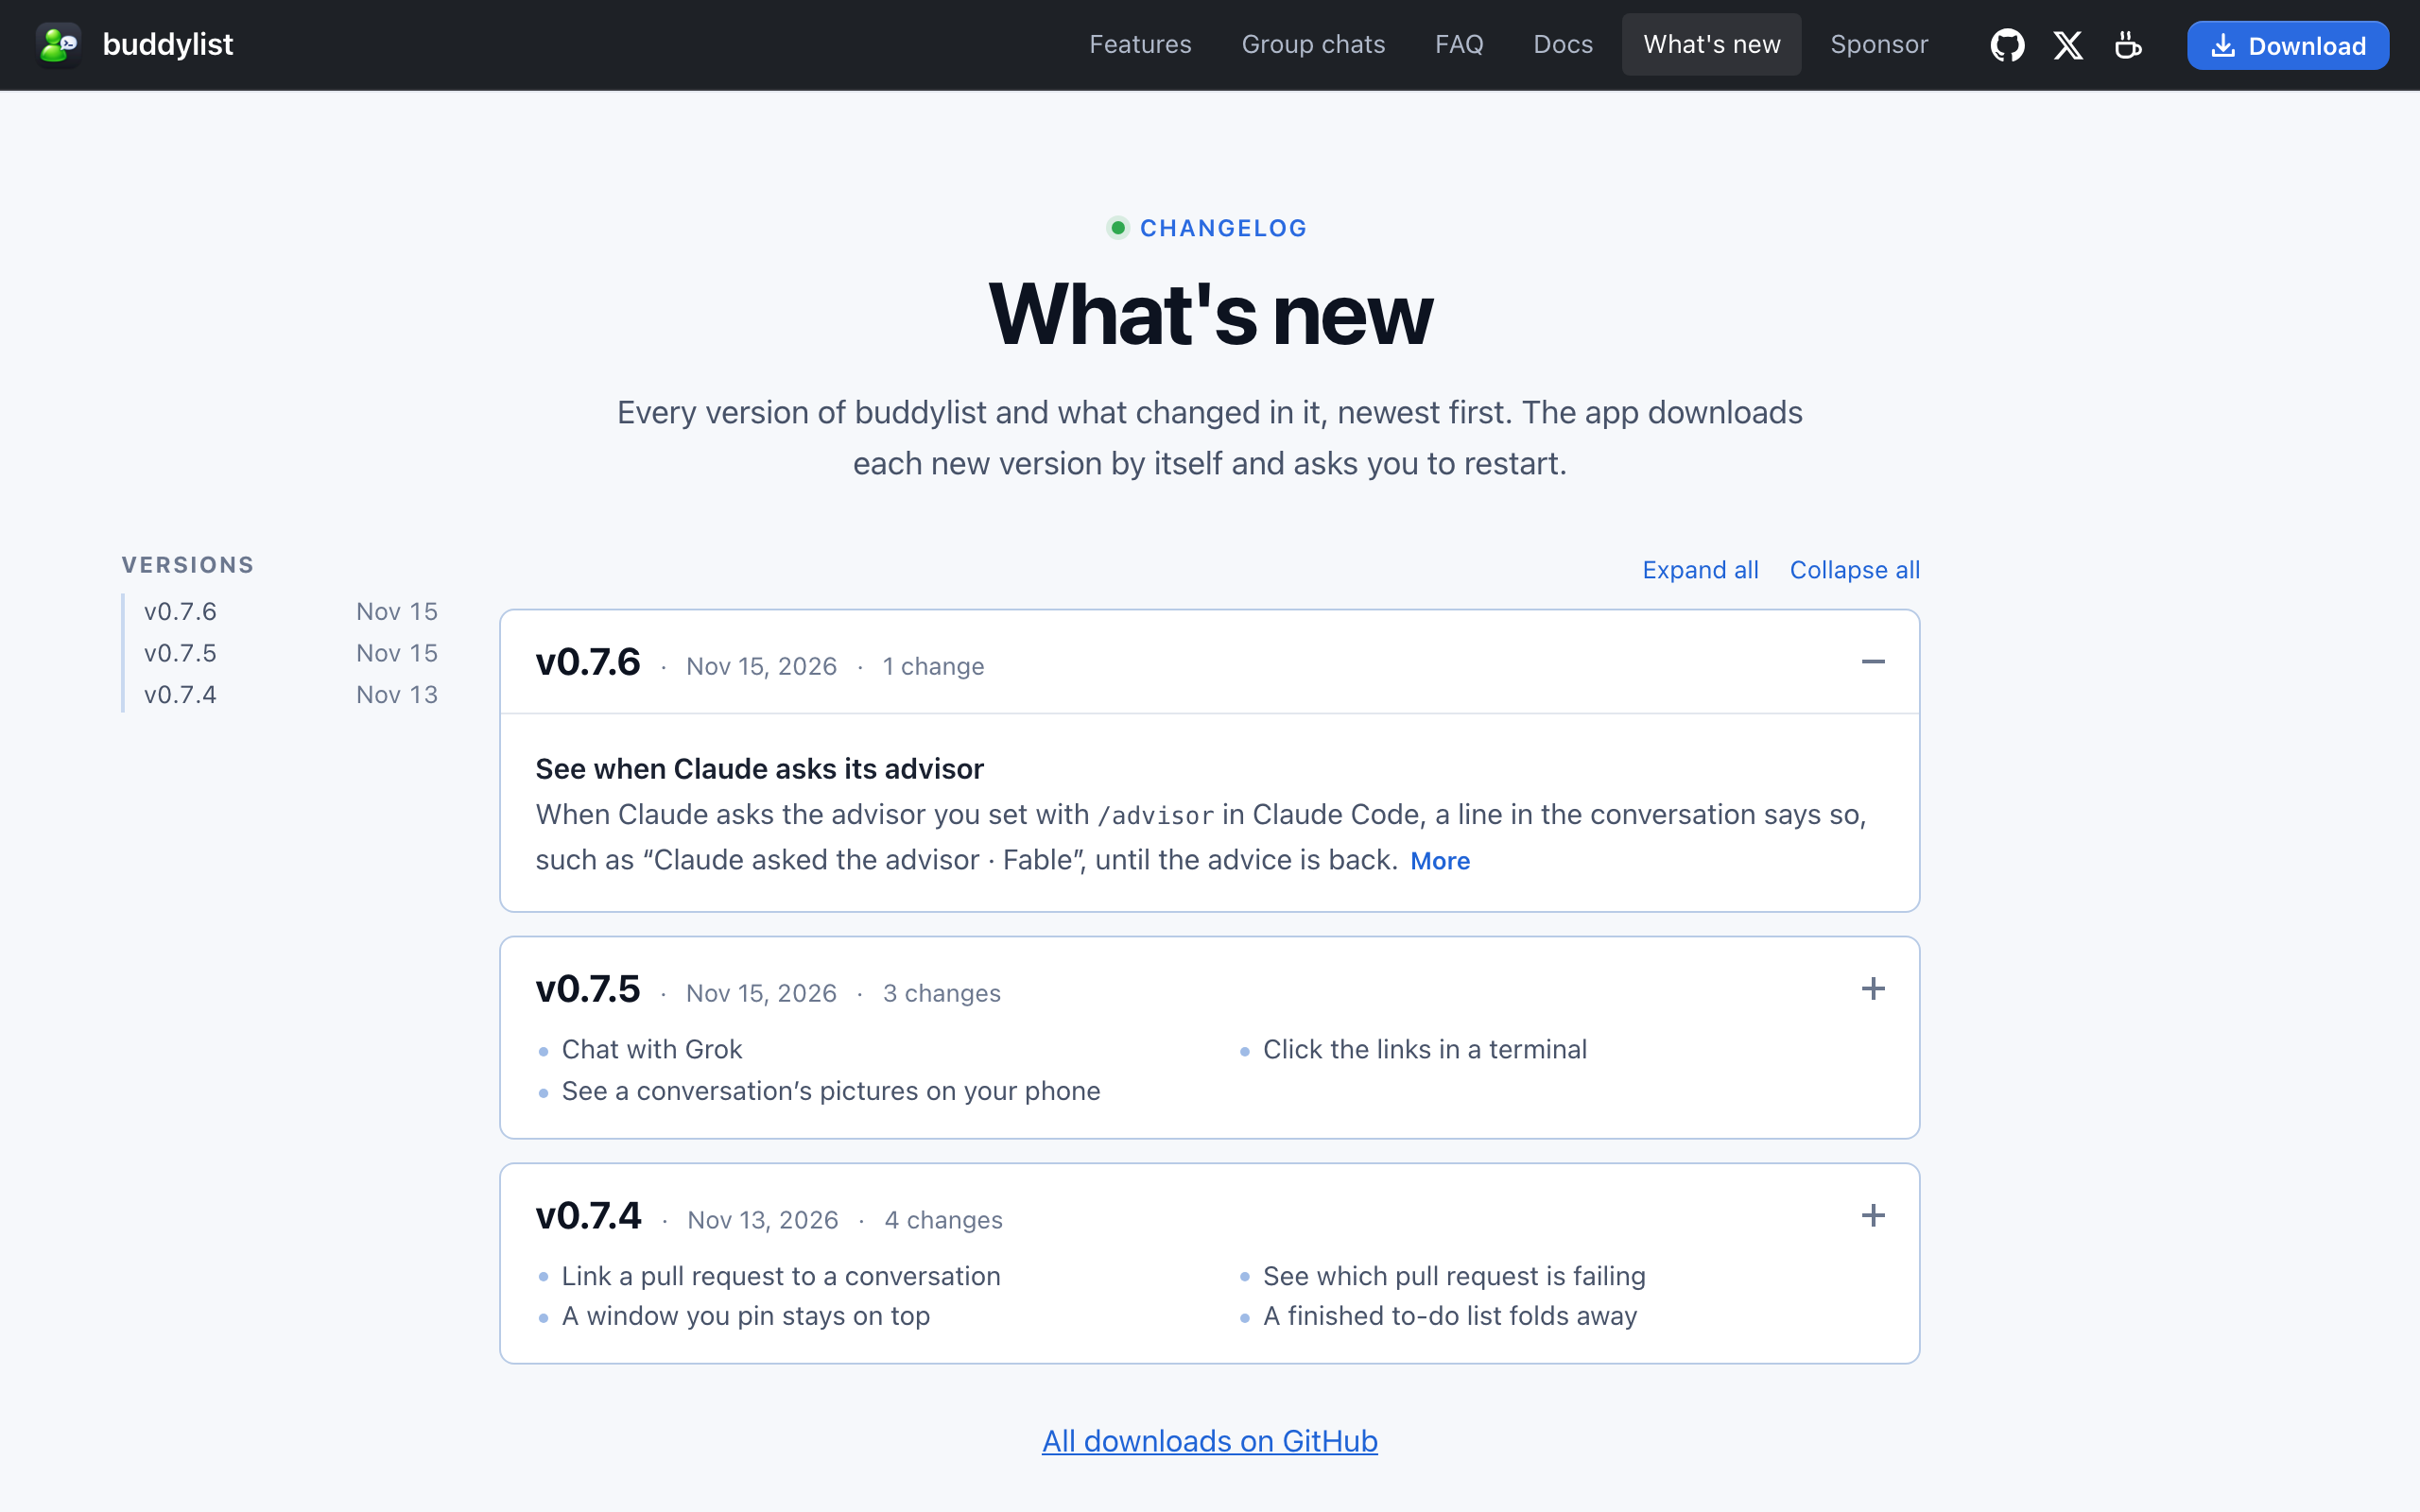 buddylist
Features
Group chats
FAQ
Docs
What's new
Sponsor
Download
CHANGELOG
What's new
Every version of buddylist and what changed in it, newest first. The app downloads
each new version by itself and asks you to restart.
VERSIONS
v0.7.6 Nov 15
v0.7.5 Nov 15
v0.7.4 Nov 13
Expand all Collapse all
v0.7.6 · Nov 15, 2026 · 1 change
See when Claude asks its advisor
When Claude asks the advisor you set with /advisor in Claude Code, a line in the conversation says so,
such as “Claude asked the advisor · Fable”, until the advice is back. More
v0.7.5 · Nov 15, 2026 · 3 changes
Chat with Grok
Click the links in a terminal
See a conversation’s pictures on your phone
v0.7.4 · Nov 13, 2026 · 4 changes
Link a pull request to a conversation
See which pull request is failing
A window you pin stays on top
A finished to-do list folds away
All downloads on GitHub